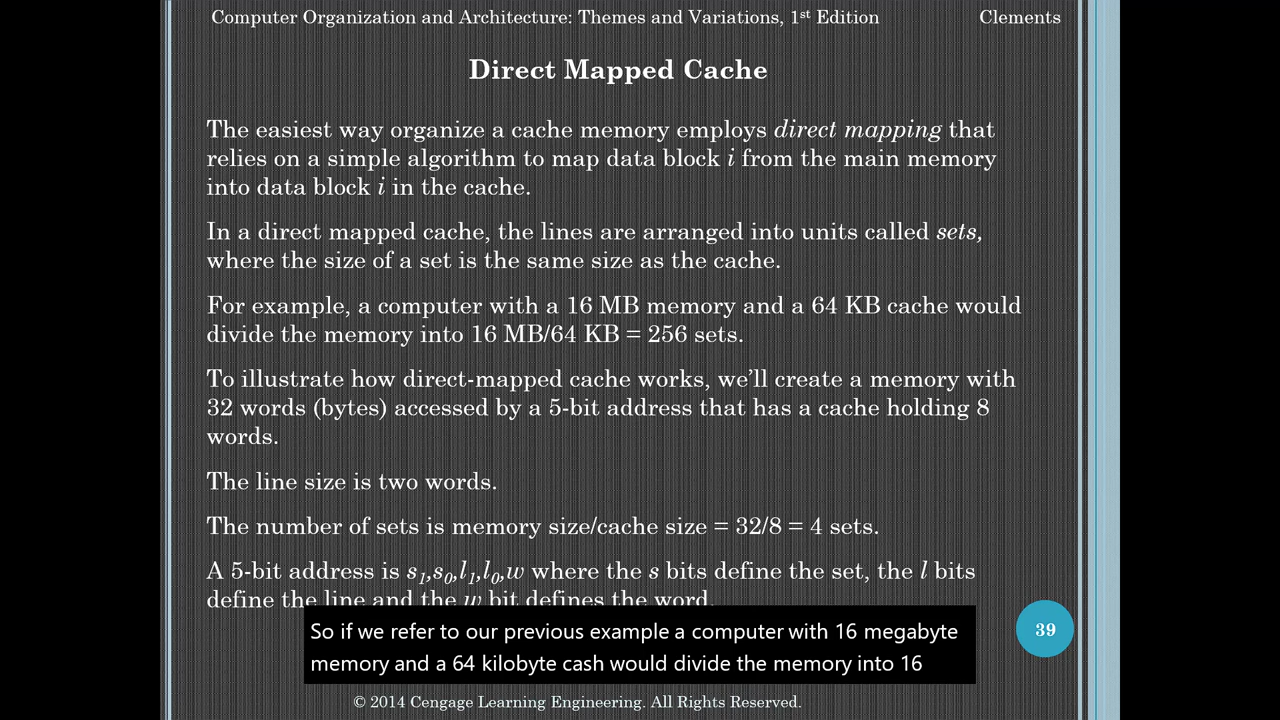 Computer Organization and Architecture: Themes and Variations, 1st Edition Clements
Direct Mapped Cache
The easiest way organize a cache memory employs direct mapping that
relies on a simple algorithm to map data block i from the main memory
into data block i in the cache.
In a direct mapped cache, the lines are arranged into units called sets,
where the size of a set is the same size as the cache.
For example, a computer with a 16 MB memory and a 64 KB cache would
divide the memory into 16 MB/64 KB = 256 sets.
To illustrate how direct-mapped cache works, we’ll create a memory with
32 words (bytes) accessed by a 5-bit address that has a cache holding 8
words.
The line size is two words.
The number of sets is memory size/cache size = 32/8 = 4 sets.
A 5-bit address is s1,s0,l1,l0,w where the s bits define the set, the l bits
define the line and the w bit defines the word.
So if we refer to our previous example a computer with 16 megabyte
memory and a 64 kilobyte cash would divide the memory into 16
39
© 2014 Cengage Learning Engineering. All Rights Reserved.